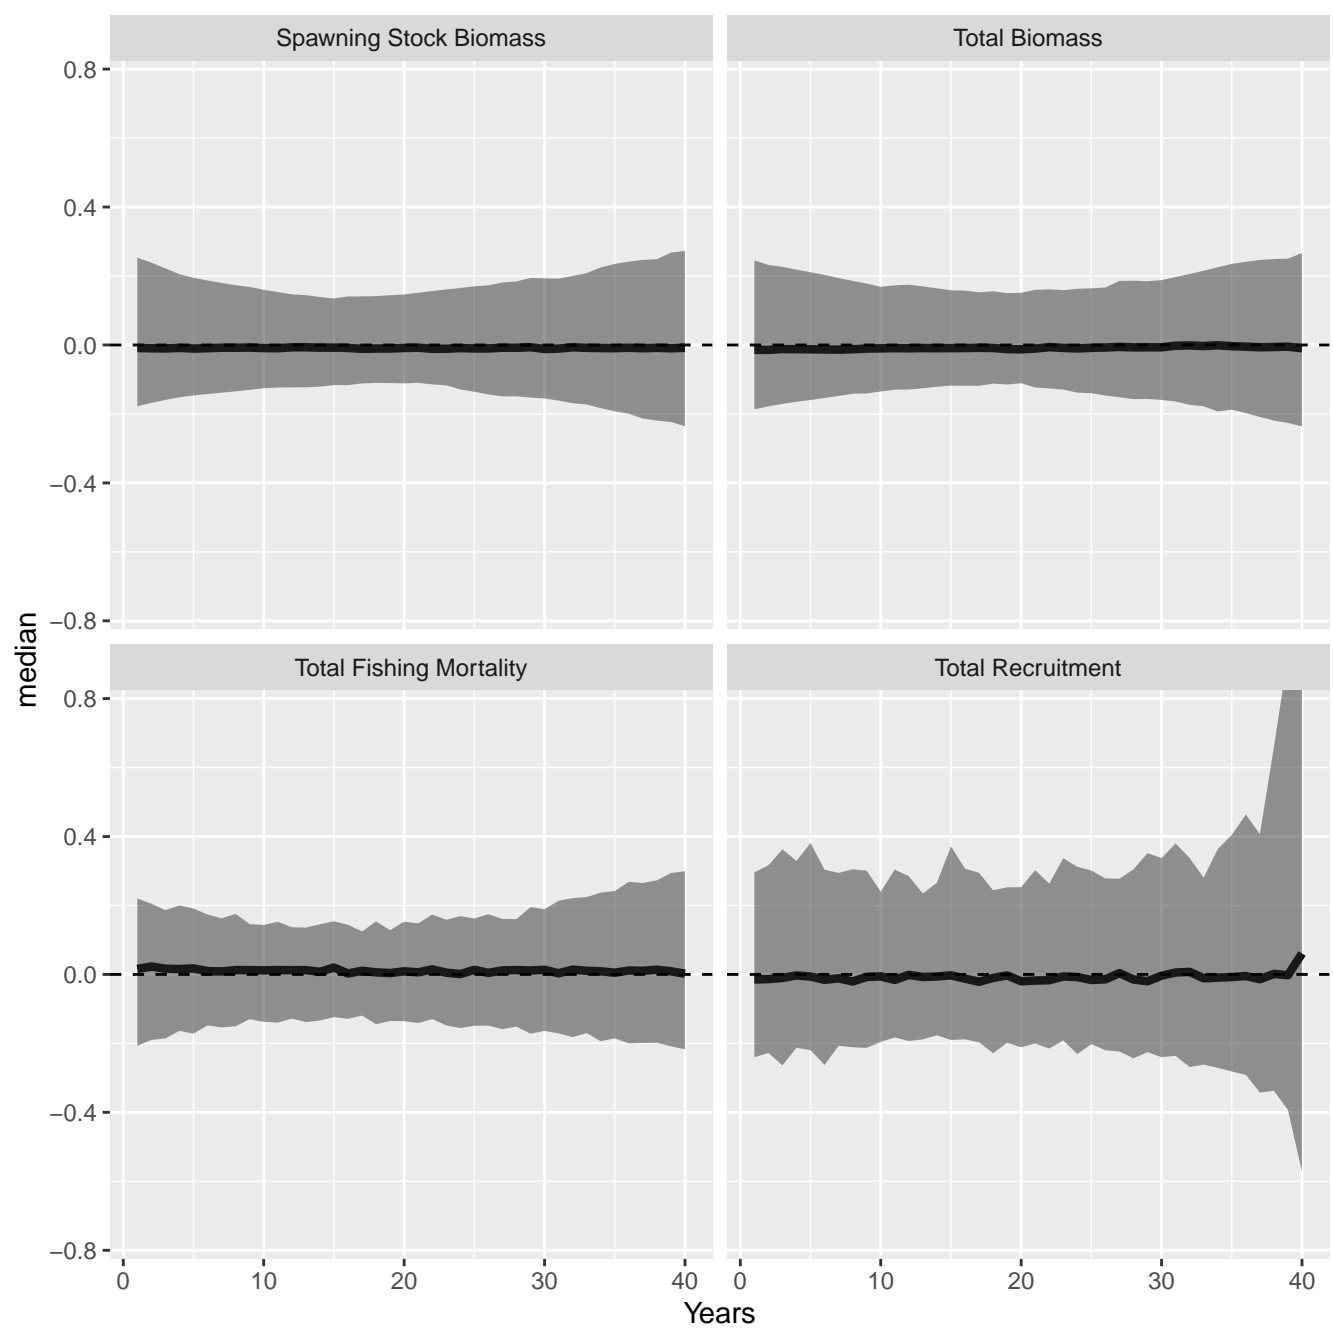 Spawning Stock Biomass
Total Biomass
0.8
0.4
0.0
−0.4
−0.8
median
Total Fishing Mortality
Total Recruitment
0.8
0.4
0.0
−0.4
−0.8
0 10 20 30 40
0 10 20 30 40
Years